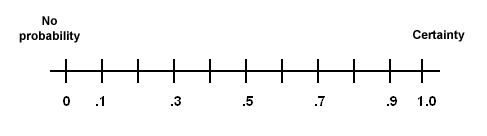 No
probability
Certainty
0 .1 .3 .5 .7 .9 1.0